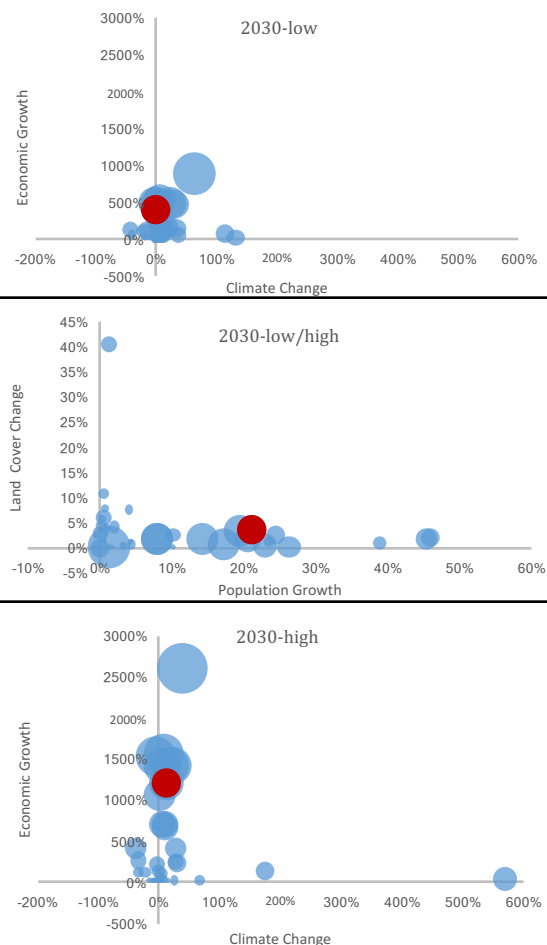 2030-low
3000%
2500%
2000%
1500%
1000%
500%
0%
-500%
-200% -100% 0% 100% 200% 300% 400% 500% 600%
Economic Growth
Climate Change
2030-low/high
45%
40%
35%
30%
25%
20%
15%
10%
5%
0%
-5%
-10% 0% 10% 20% 30% 40% 50% 60%
Land Cover Change
Population Growth
2030-high
3000%
2500%
2000%
1500%
1000%
500%
0%
-500%
-200% -100% 0% 100% 200% 300% 400% 500% 600%
Economic Growth
Climate Change